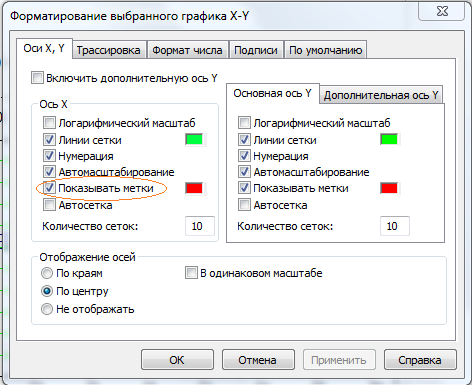 Форматирование выбранного графика X-Y
Оси X, Y Трассировка Формат числа Подписи По умолчанию
Включить дополнительную ось Y
Ось X
Логарифмический масштаб
Линии сетки
Нумерация
Автомасштабирование
Показывать метки
Автосетка
Количество сеток: 10
Основная ось Y Дополнительная ось Y
Логарифмический масштаб
Линии сетки
Нумерация
Автомасштабирование
Показывать метки
Автосетка
Количество сеток: 10
Отображение осей
По краям
По центру
Не отображать
В одинаковом масштабе
ОК Отмена Применить Справка